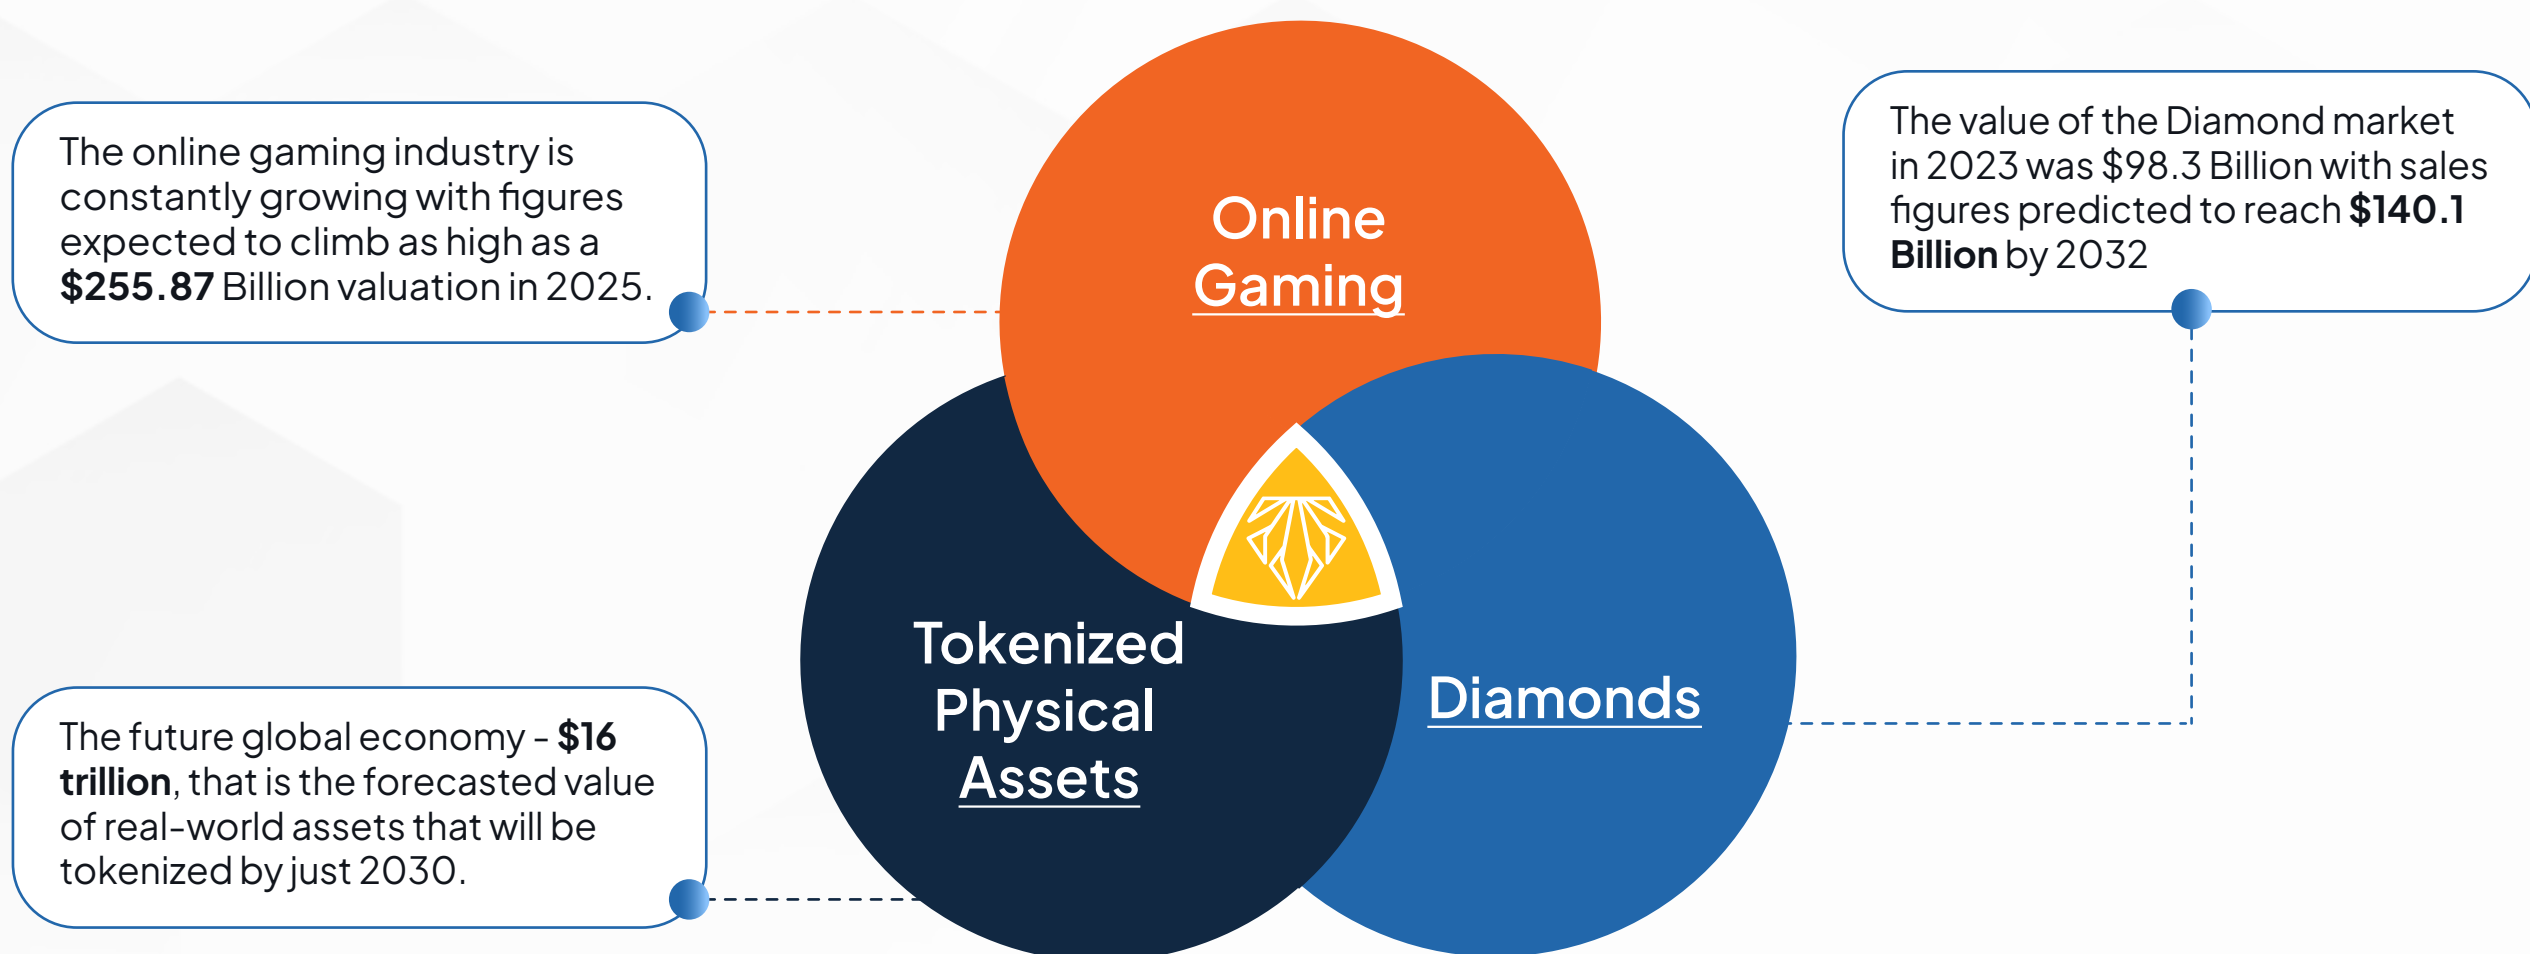 The online gaming industry is
constantly growing with figures
expected to climb as high as a
$255.87 Billion valuation in 2025.
Online
Gaming
The value of the Diamond market
in 2023 was $98.3 Billion with sales
figures predicted to reach $140.1
Billion by 2032
Tokenized
Physical
Assets
Diamonds
The future global economy - $16
trillion, that is the forecasted value
of real-world assets that will be
tokenized by just 2030.